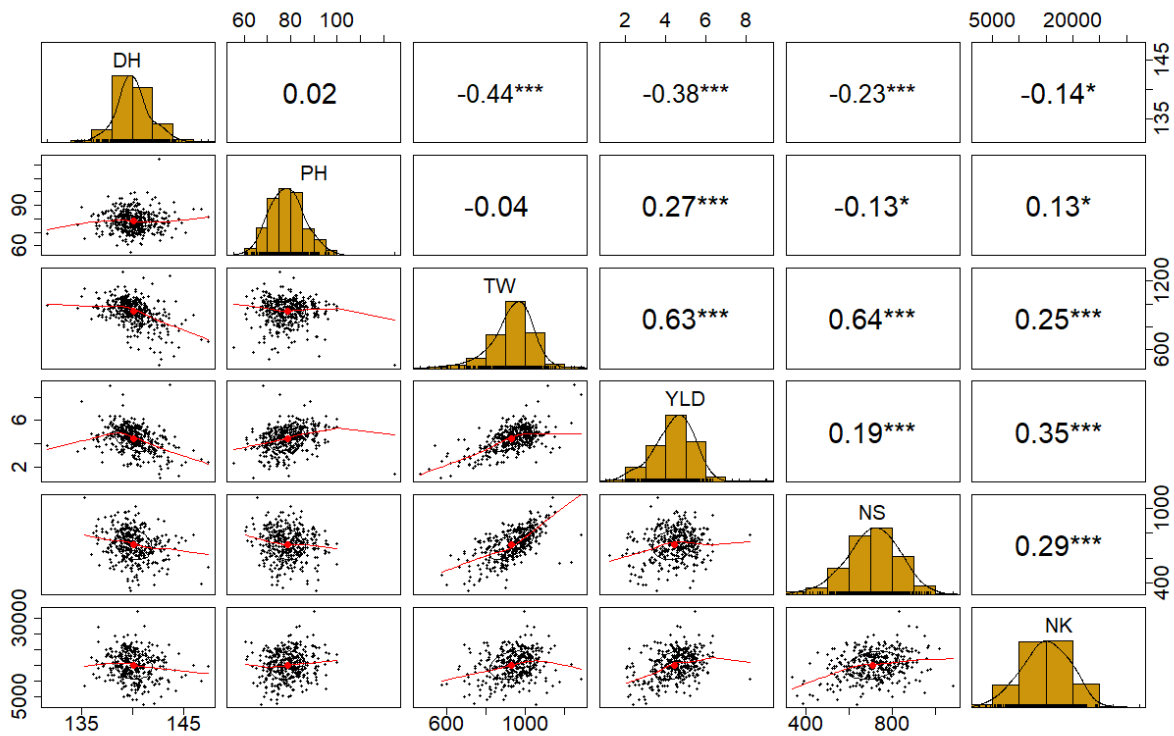 60 80 100 2 4 6 8 5000 20000
DH 0.02 -0.44*** -0.38*** -0.23*** -0.14* 135 145
60 90 PH -0.04 0.27*** -0.13* 0.13*
TW 0.63*** 0.64*** 0.25*** 600 1200
2 6 YLD 0.19*** 0.35***
NS 0.29*** 400 1000
5000 30000 NK
135 145 600 1000 400 800